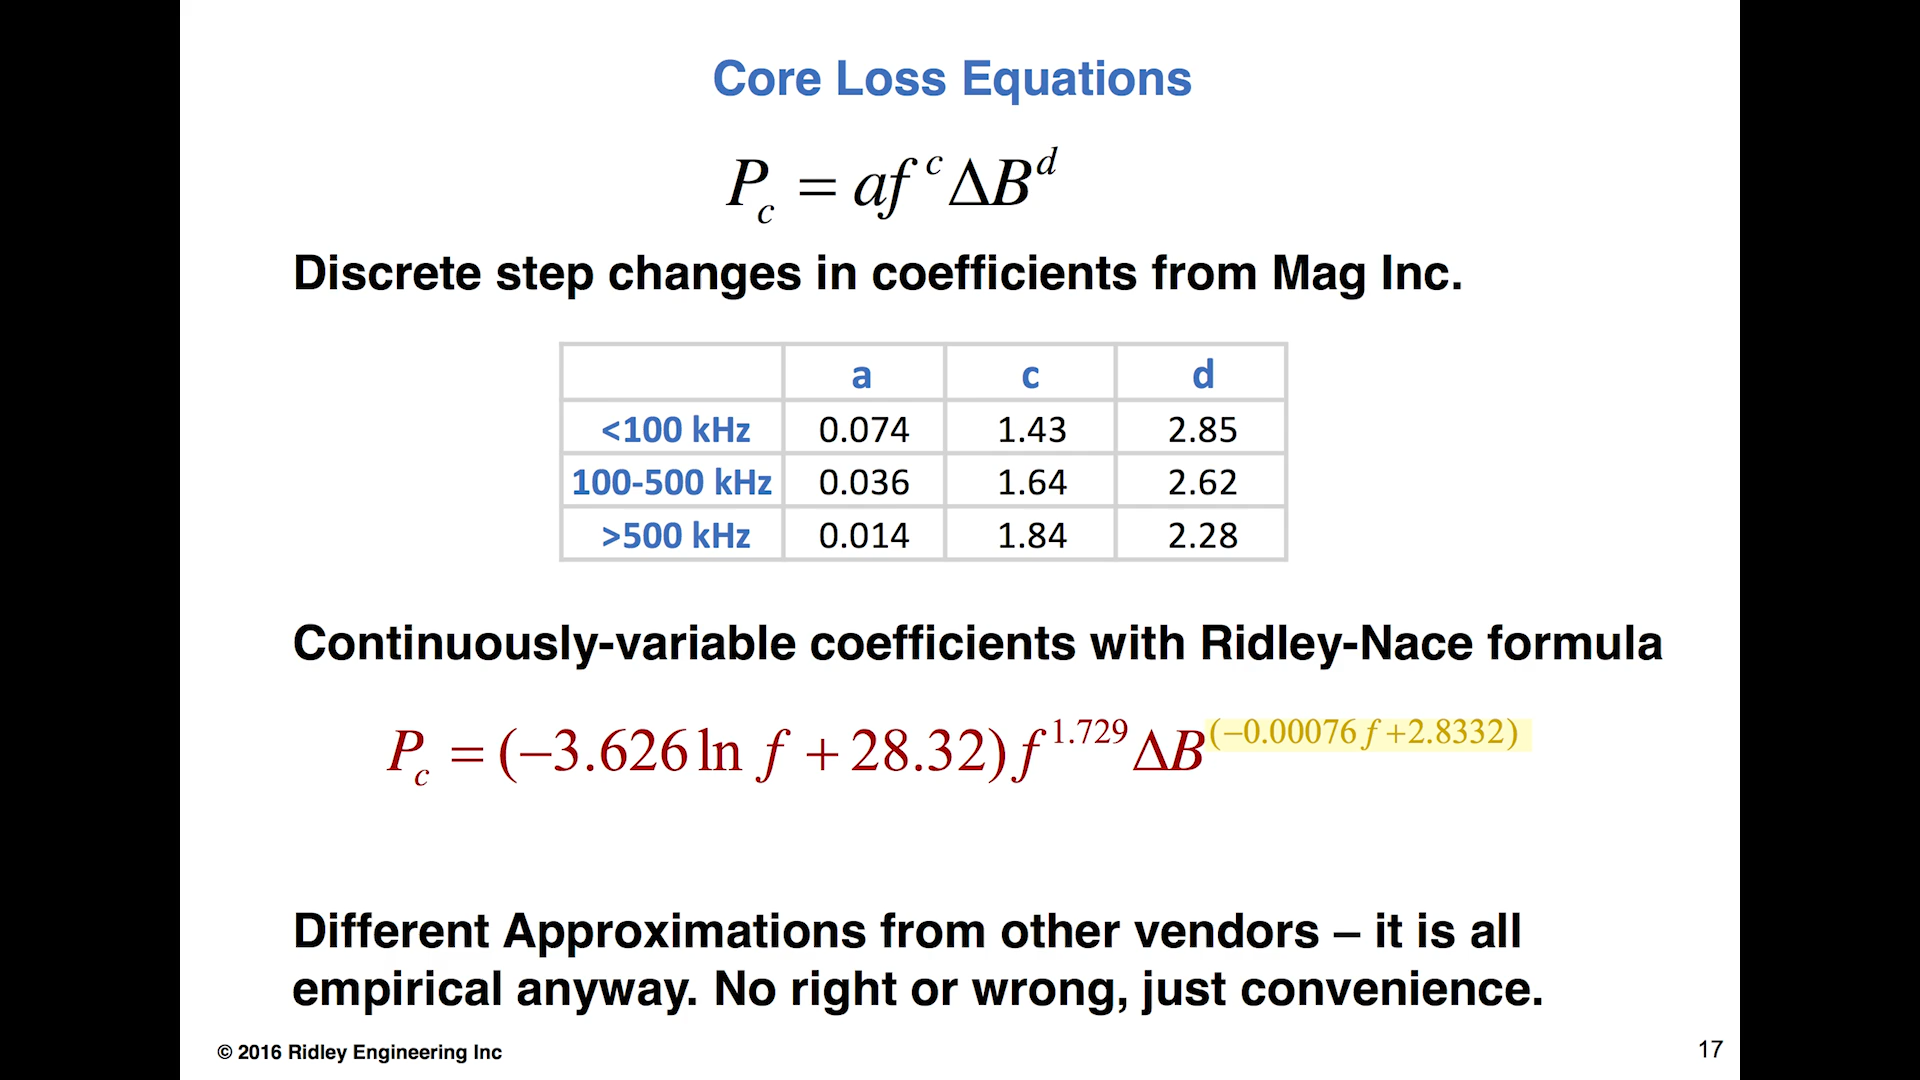 Core Loss Equations
P_c = af^c ΔB^d
Discrete step changes in coefficients from Mag Inc.
a c d
<100 kHz 0.074 1.43 2.85
100-500 kHz 0.036 1.64 2.62
>500 kHz 0.014 1.84 2.28
Continuously-variable coefficients with Ridley-Nace formula
P_c = (−3.626 ln f + 28.32) f^1.729 ΔB^(−0.00076 f +2.8332)
Different Approximations from other vendors – it is all
empirical anyway. No right or wrong, just convenience.
© 2016 Ridley Engineering Inc
17